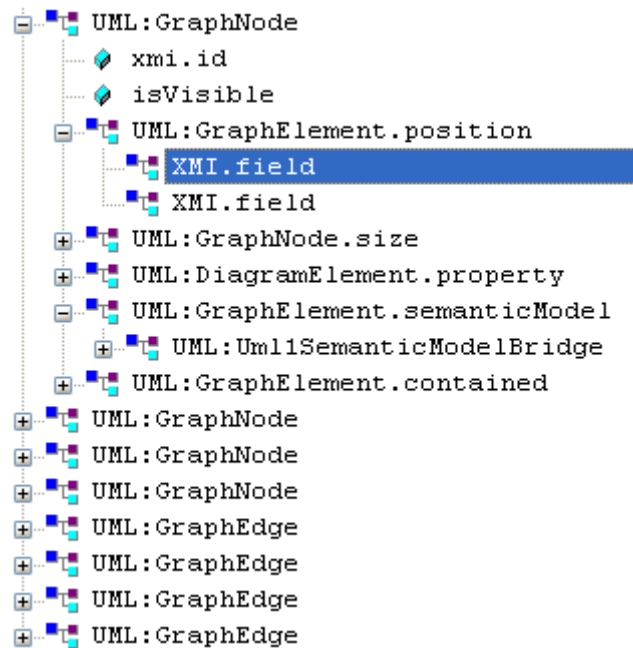 UML:GraphNode
xmi.id
isVisible
UML:GraphElement.position
XMI.field
XMI.field
UML:GraphNode.size
UML:DiagramElement.property
UML:GraphElement.semanticModel
UML:Uml1SemanticModelBridge
UML:GraphElement.contained
UML:GraphNode
UML:GraphNode
UML:GraphNode
UML:GraphEdge
UML:GraphEdge
UML:GraphEdge
UML:GraphEdge